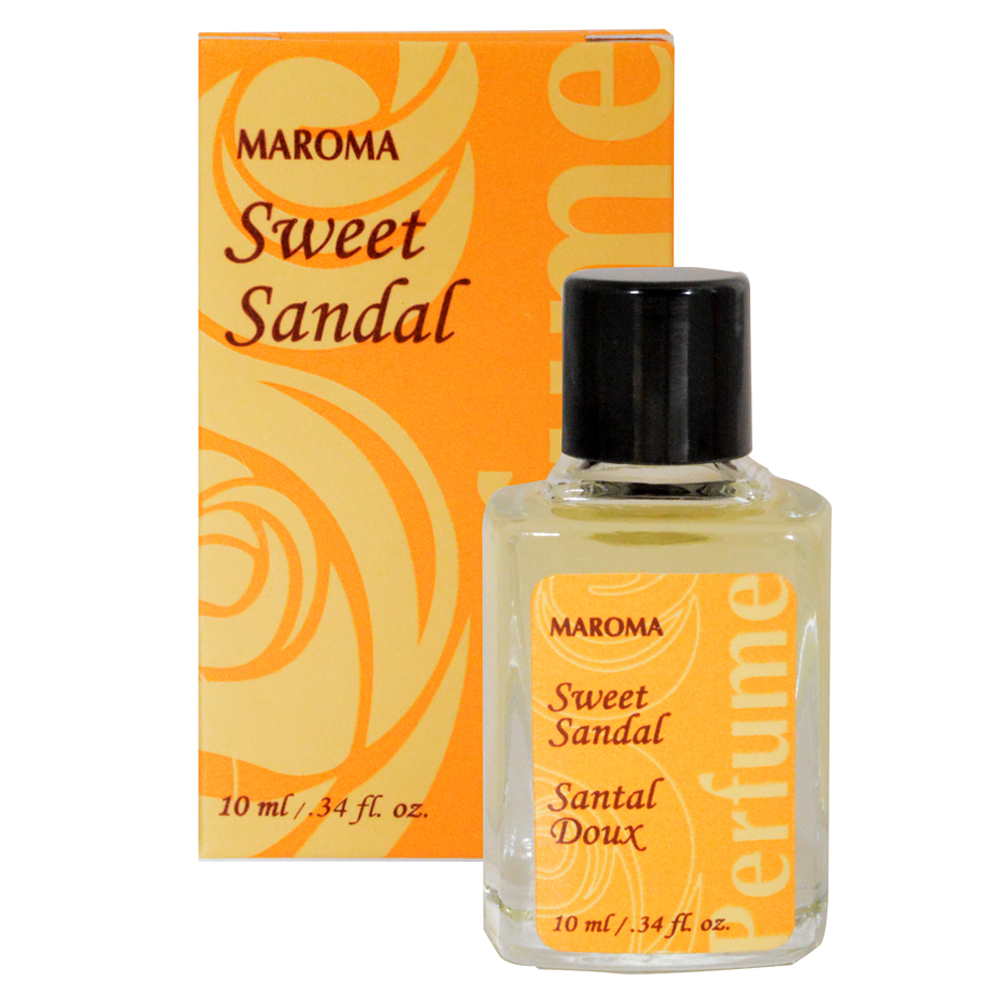 MAROMA
Sweet
Sandal
10 ml / .34 fl. oz.
MAROMA
Sweet
Sandal
Santal
Doux
10 ml / .34 fl. oz.
Perfume